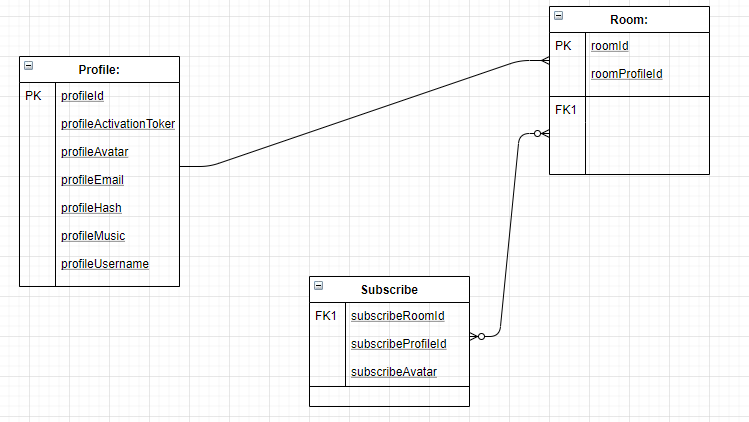 Profile:
PK
profileId
profileActivationToker
profileAvatar
profileEmail
profileHash
profileMusic
profileUsername
Room:
PK
roomId
roomProfileId
FK1
Subscribe
FK1
subscribeRoomId
subscribeProfileId
subscribeAvatar